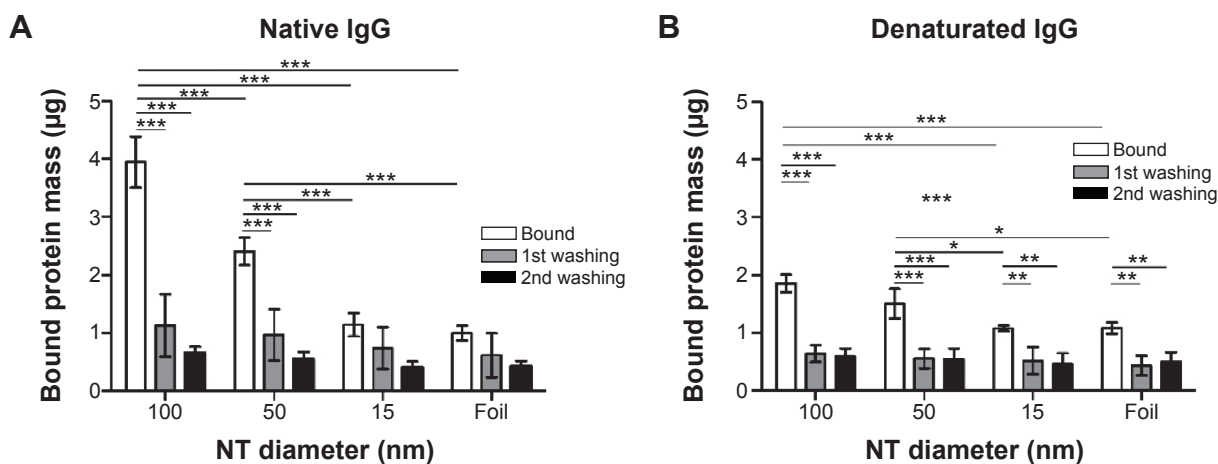 A
Native IgG
***
***
***
***
***
***
***
***
***
Bound protein mass (µg)
5
4
3
2
1
0
Bound
1st washing
2nd washing
100
50
15
Foil
NT diameter (nm)
B
Denaturated IgG
***
***
***
***
***
*
*
***
***
**
**
**
**
Bound protein mass (µg)
5
4
3
2
1
0
Bound
1st washing
2nd washing
100
50
15
Foil
NT diameter (nm)